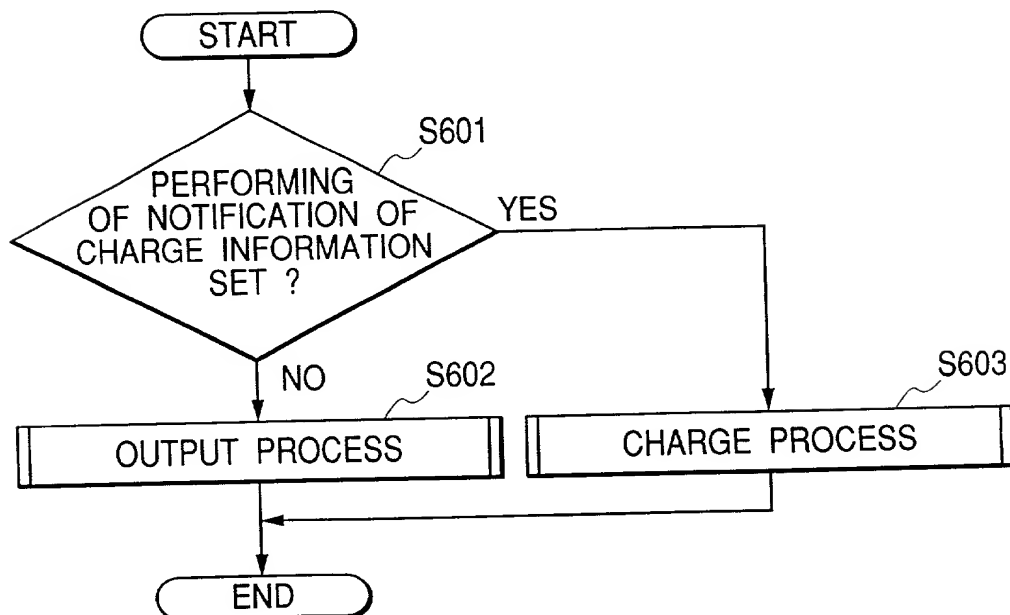 START
S601
PERFORMING
OF NOTIFICATION OF
CHARGE INFORMATION
SET ?
YES
NO
S602
OUTPUT PROCESS
S603
CHARGE PROCESS
END